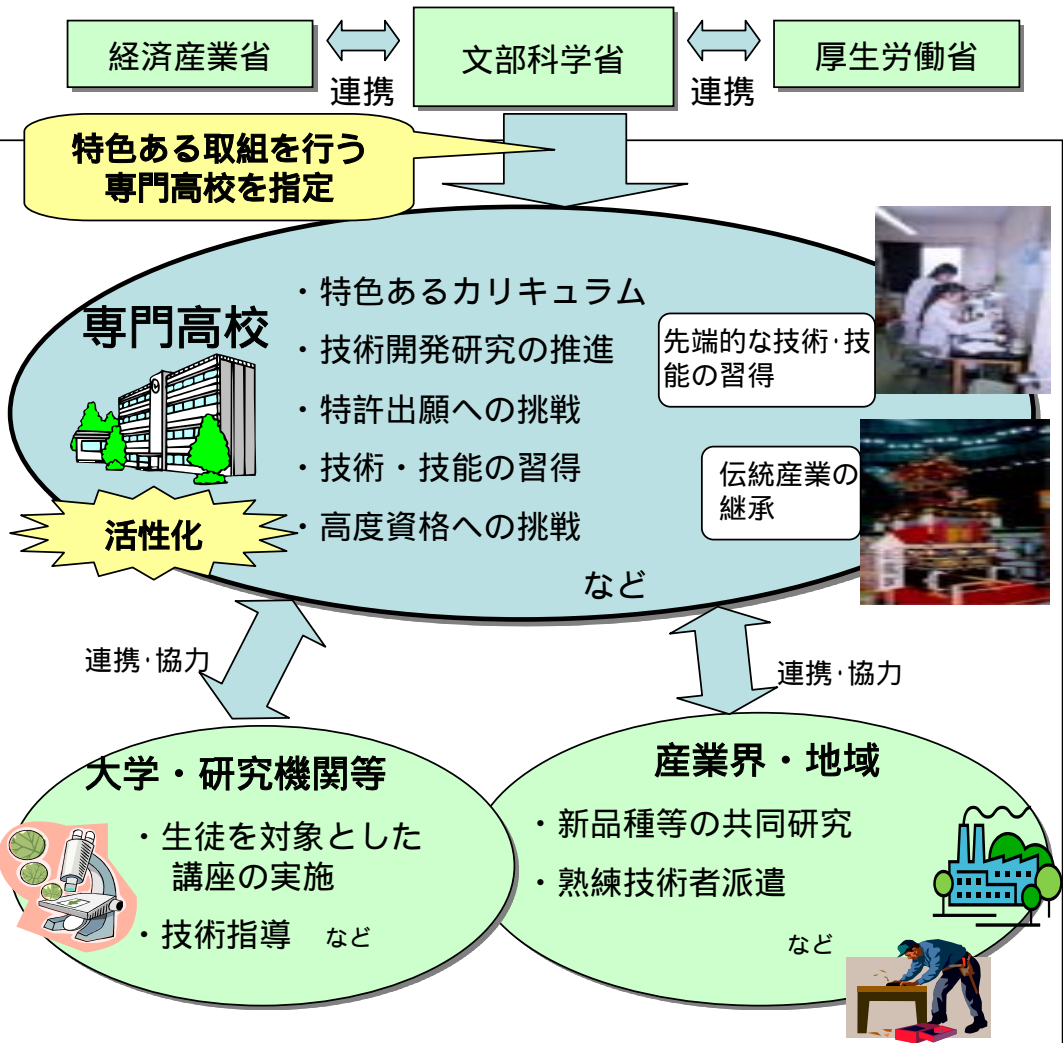 経済産業省
連携
文部科学省
連携
厚生労働省
特色ある取組を行う
専門高校を指定
専門高校
・特色あるカリキュラム
・技術開発研究の推進
・特許出願への挑戦
・技術・技能の習得
・高度資格への挑戦
など
先端的な技術・技
能の習得
伝統産業の
継承
活性化
連携・協力
連携・協力
大学・研究機関等
・生徒を対象とした
講座の実施
・技術指導 など
産業界・地域
・新品種等の共同研究
・熟練技術者派遣
など